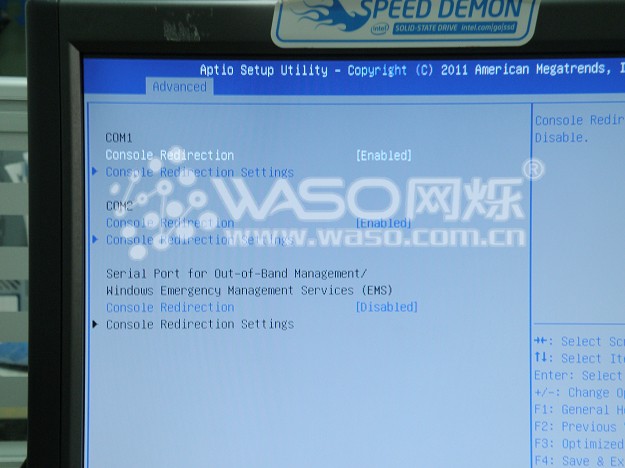 SPEED DEMON
intel
SOLID-STATE DRIVE intel.com/go/ssd
Aptio Setup Utility - Copyright (C) 2011 American Megatrends, I
Advanced
COM1
Console Redirection [Enabled]
Console Redirection Settings
COM2
Console Redirection [Enabled]
Console Redirection Settings
Serial Port for Out-of-Band Management/
Windows Emergency Management Services (EMS)
Console Redirection [Disabled]
Console Redirection Settings
Console Redir
Disable.
→←: Select Sc
↑↓: Select It
Enter: Select
+/-: Change O
F1: General H
F2: Previous
F3: Optimized
F4: Save & Ex
WASO网烁®
www.waso.com.cn